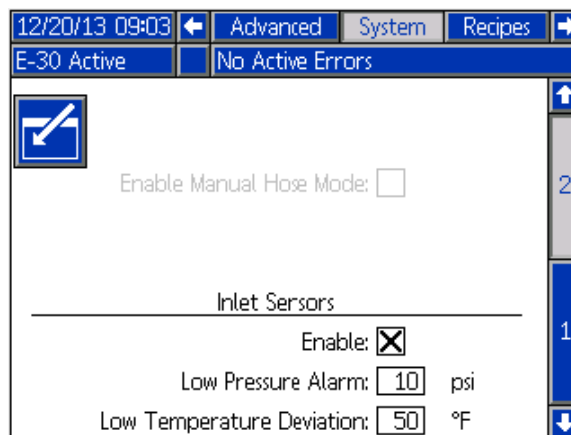 12/20/13 09:03 Advanced System Recipes
E-30 Active No Active Errors
Enable Manual Hose Mode:
2
Inlet Sersors
Enable:
1
Low Pressure Alarm: 10 psi
Low Temperature Deviation: 50 °F